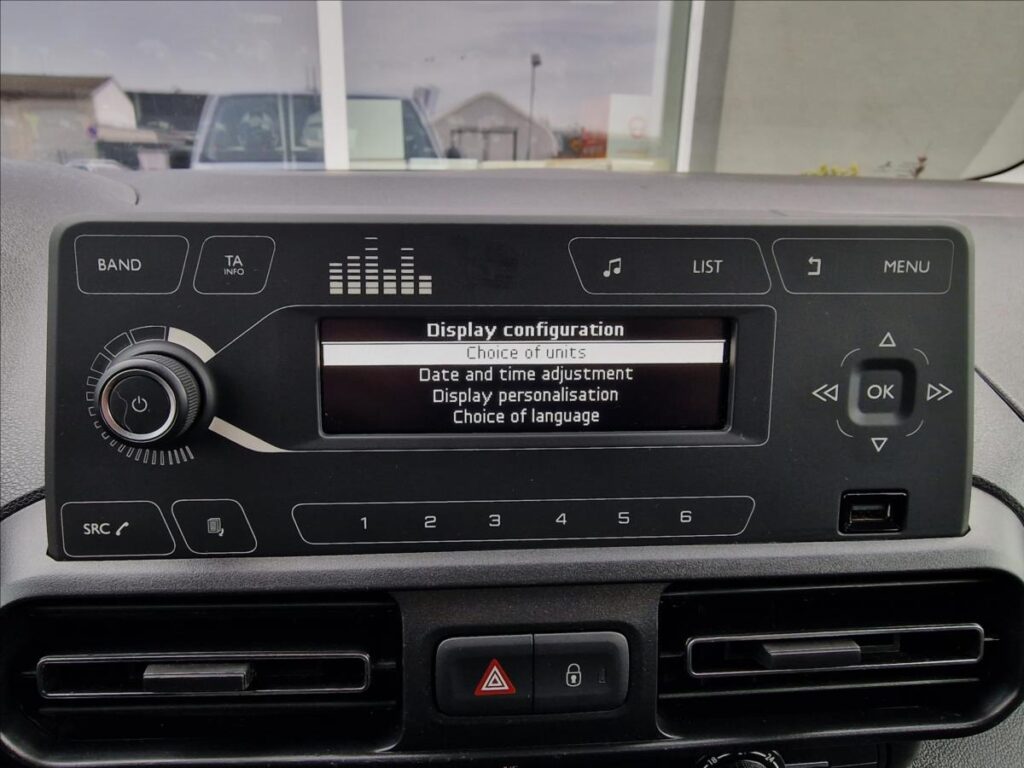 BAND
TA
INFO
LIST
MENU
Display configuration
Choice of units
Date and time adjustment
Display personalisation
Choice of language
OK
SRC
1 2 3 4 5 6